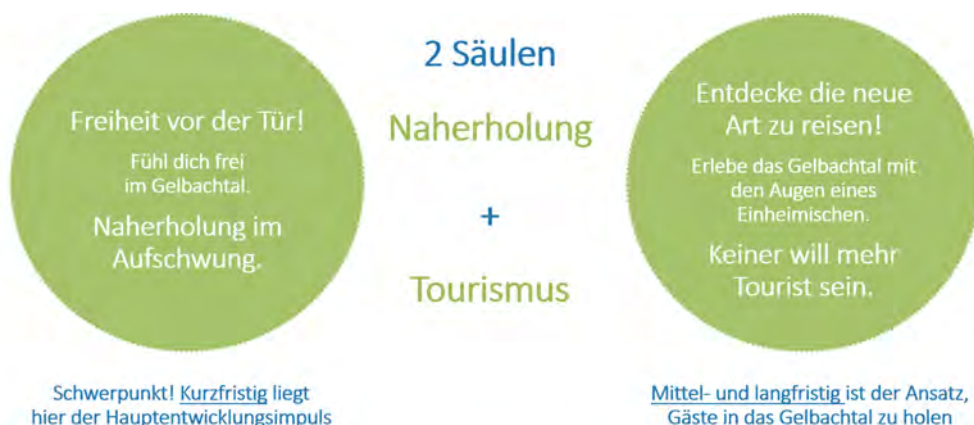 Freiheit vor der Tür!
Fühl dich frei
im Gelbachtal.
Naherholung im
Aufschwung.
Schwerpunkt! Kurzfristig liegt
hier der Hauptentwicklungsimpuls
2 Säulen
Naherholung
+
Tourismus
Entdecke die neue
Art zu reisen!
Erlebe das Gelbachtal mit
den Augen eines
Einheimischen.
Keiner will mehr
Tourist sein.
Mittel- und langfristig ist der Ansatz,
Gäste in das Gelbachtal zu holen